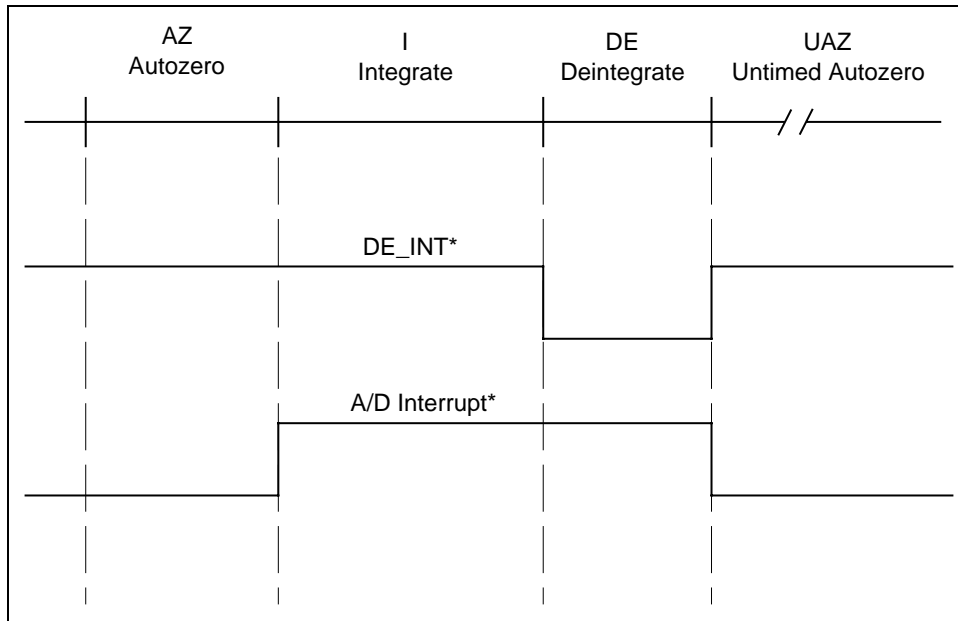 AZ
Autozero
I
Integrate
DE
Deintegrate
UAZ
Untimed Autozero
DE_INT*
A/D Interrupt*